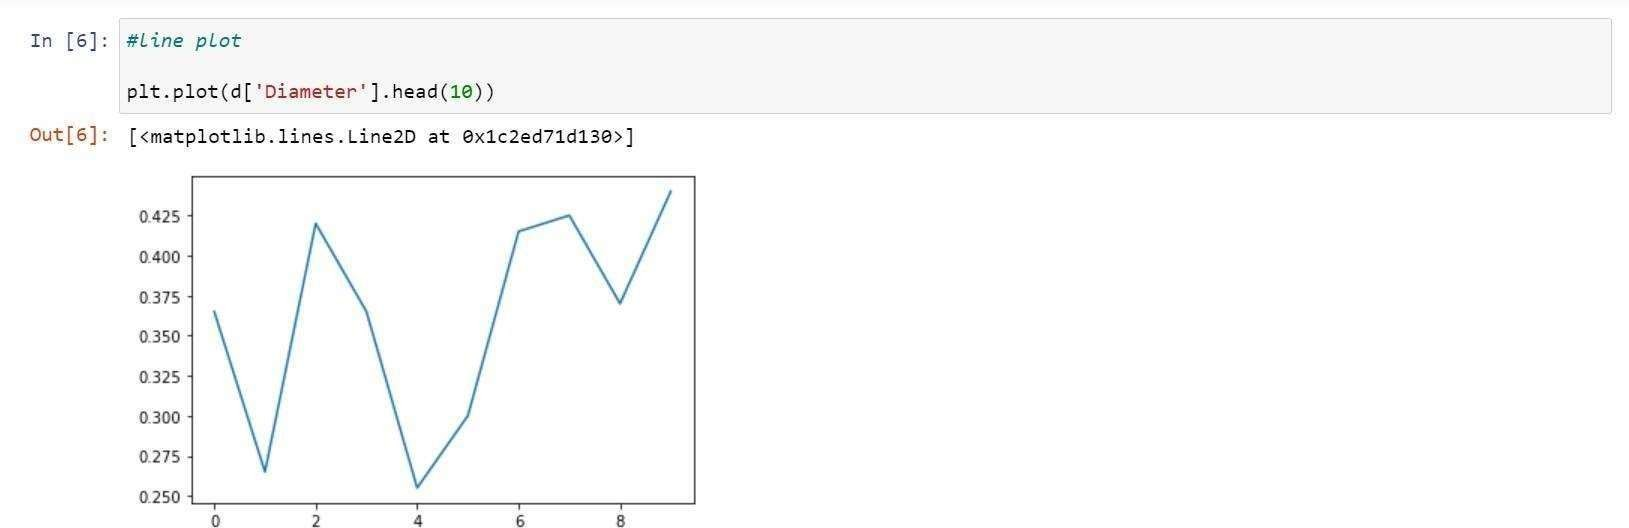 In [6]: #line plot
plt.plot(d['Diameter'].head(10))
Out[6]: [<matplotlib.lines.Line2D at 0x1c2ed71d130>]
0.425
0.400
0.375
0.350
0.325
0.300
0.275
0.250
0 2 4 6 8